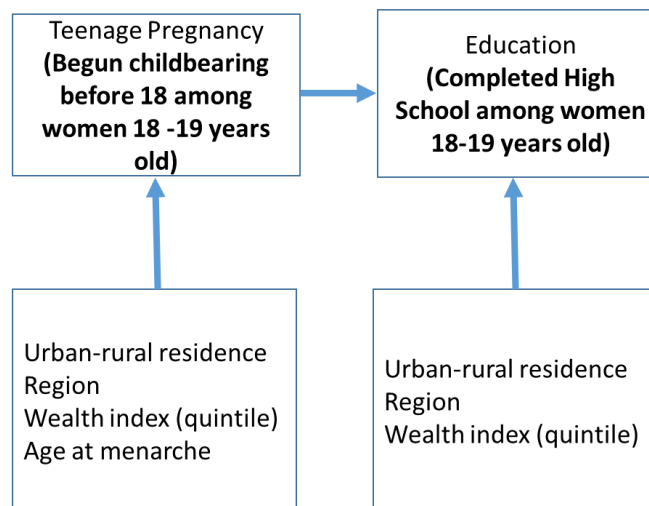 Teenage Pregnancy
(Begun childbearing
before 18 among
women 18 -19 years
old)
Education
(Completed High
School among women
18-19 years old)
Urban-rural residence
Region
Wealth index (quintile)
Age at menarche
Urban-rural residence
Region
Wealth index (quintile)